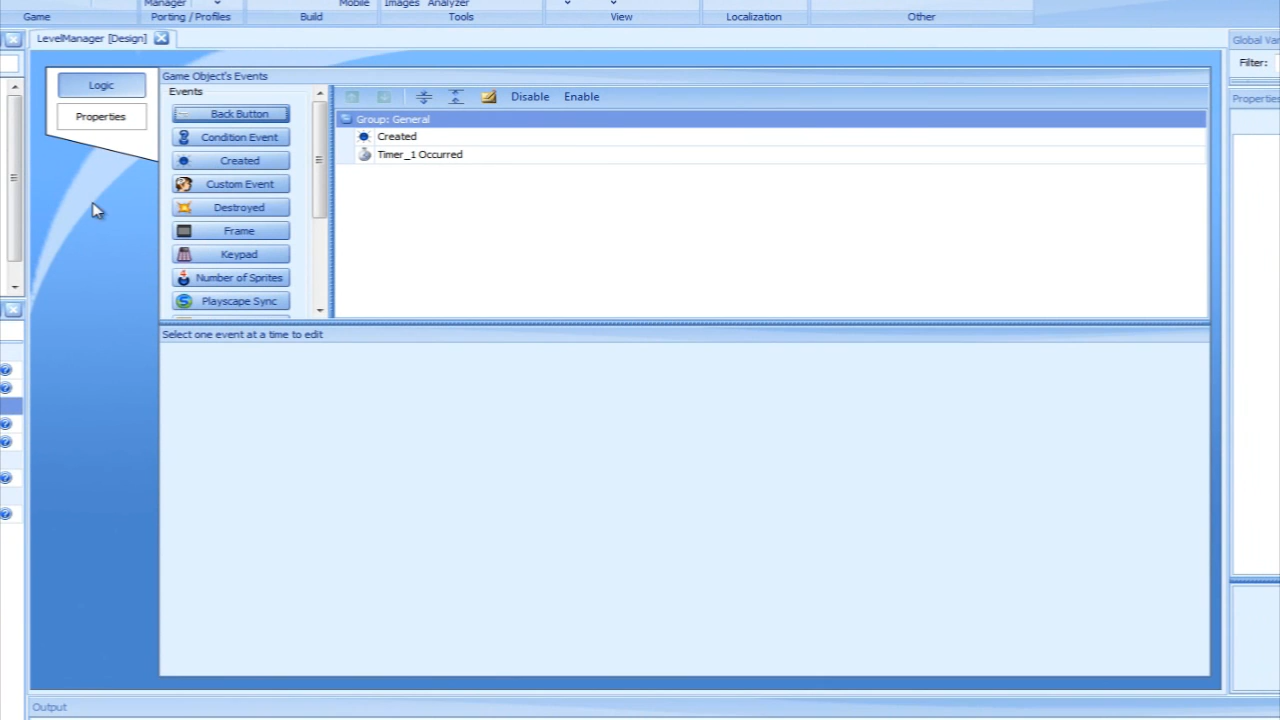 Manager
Mobile
Images
Analyzer
Game
Porting / Profiles
Build
Tools
View
Localization
Other
LevelManager [Design]
Global Var
Filter:
Properties
Logic
Properties
Game Object's Events
Events
Back Button
Condition Event
Created
Custom Event
Destroyed
Frame
Keypad
Number of Sprites
Playscape Sync
Disable
Enable
Group: General
Created
Timer_1 Occurred
Select one event at a time to edit
Output